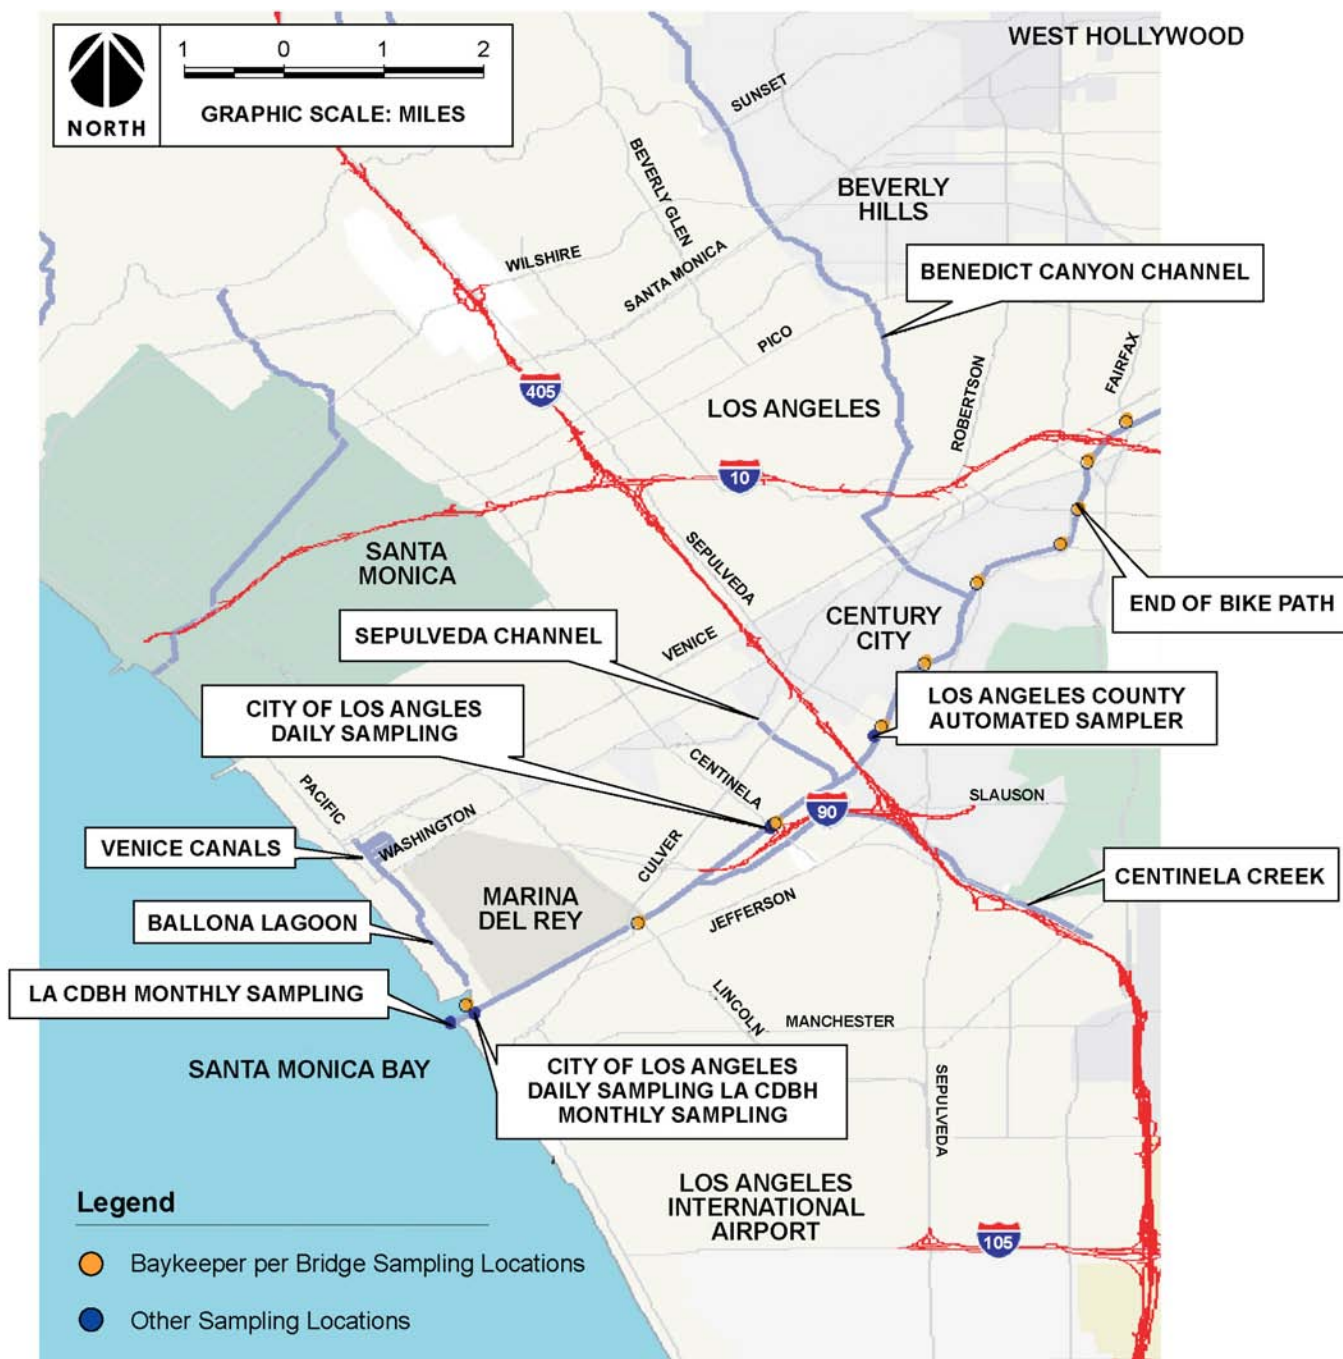 WEST HOLLYWOOD
1 0 1 2
GRAPHIC SCALE: MILES
NORTH
SUNSET
BEVERLY GLEN
BEVERLY
HILLS
WILSHIRE
SANTA MONICA
BENEDICT CANYON CHANNEL
PICO
FAIRFAX
ROBERTSON
405
LOS ANGELES
10
SANTA
MONICA
SEPULVEDA
END OF BIKE PATH
CENTURY
CITY
SEPULVEDA CHANNEL
VENICE
CITY OF LOS ANGLES
DAILY SAMPLING
LOS ANGELES COUNTY
AUTOMATED SAMPLER
CENTINELA
PACIFIC
WASHINGTON
90
SLAUSON
VENICE CANALS
CULVER
CENTINELA CREEK
MARINA
DEL REY
JEFFERSON
BALLONA LAGOON
LA CDBH MONTHLY SAMPLING
LINCOLN
MANCHESTER
SANTA MONICA BAY
CITY OF LOS ANGELES
DAILY SAMPLING LA CDBH
MONTHLY SAMPLING
SEPULVEDA
LOS ANGELES
INTERNATIONAL
AIRPORT
105
Legend
Baykeeper per Bridge Sampling Locations
Other Sampling Locations